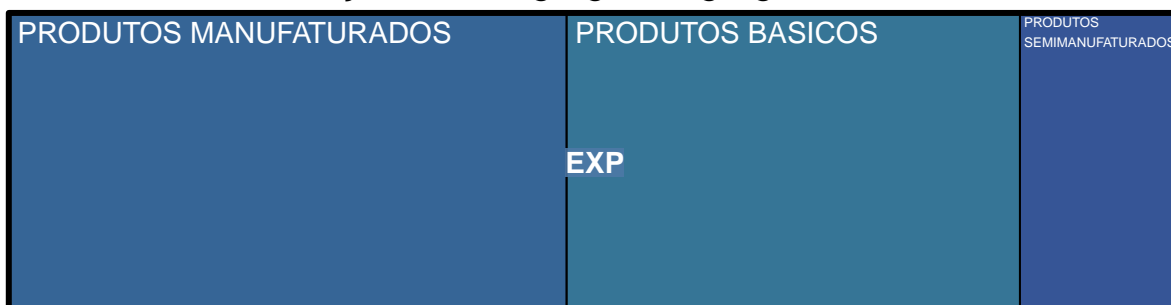 PRODUTOS MANUFATURADOS
PRODUTOS BASICOS
PRODUTOS
SEMIMANUFATURADOS
EXP